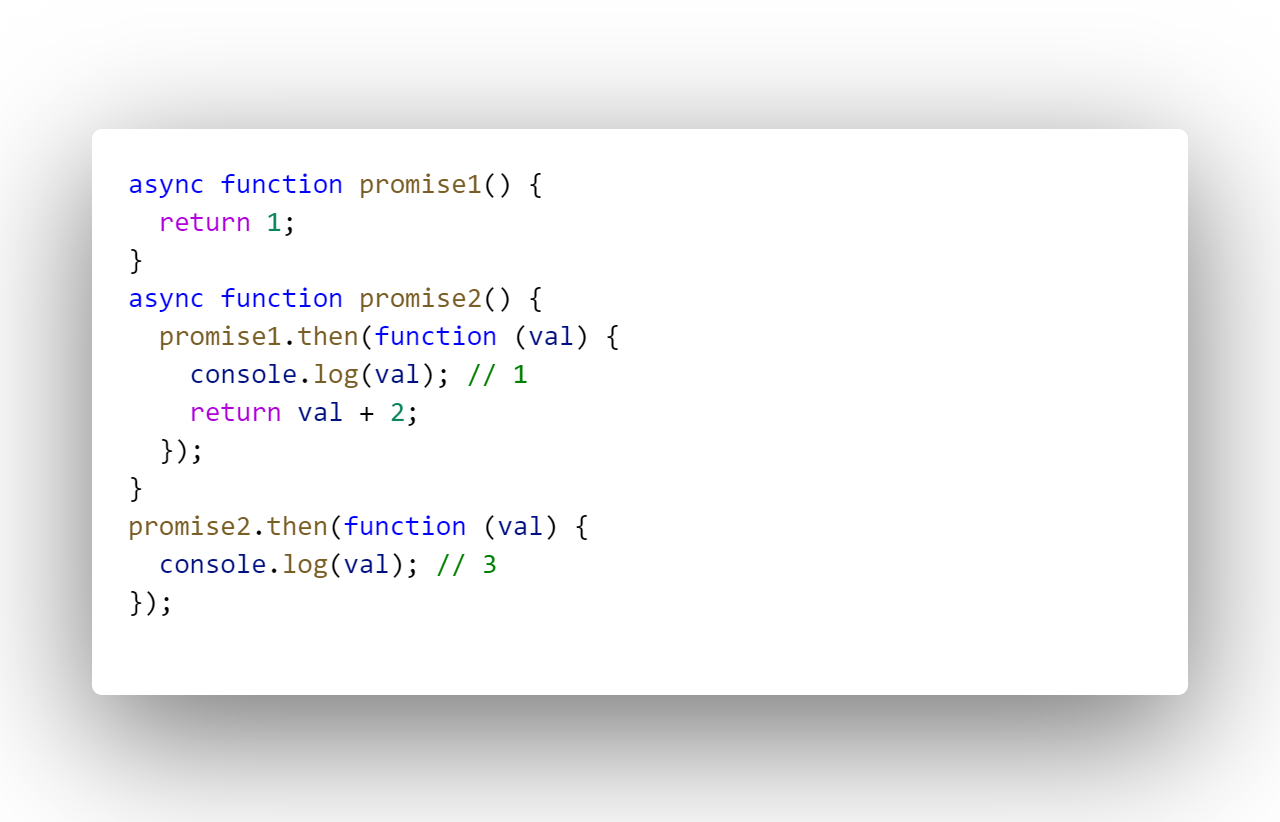 async function promise1() {
  return 1;
}
async function promise2() {
  promise1.then(function (val) {
    console.log(val); // 1
    return val + 2;
  });
}
promise2.then(function (val) {
  console.log(val); // 3
});